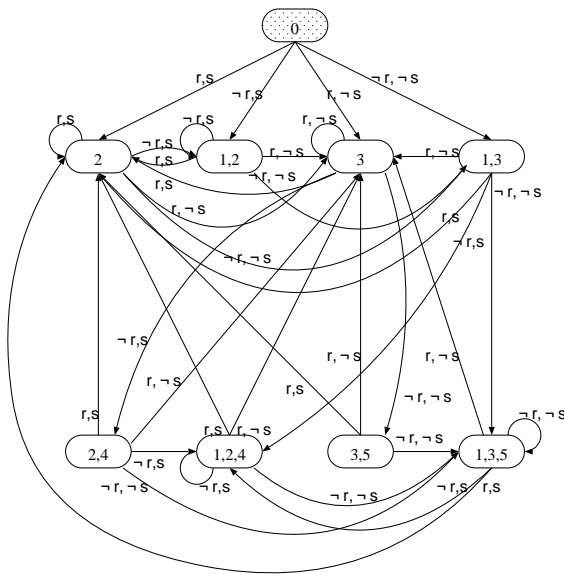 0
r,s
¬ r,s
r, ¬ s
¬ r, ¬ s
r,s
¬ r,s
r, ¬ s
2
¬ r,s
r,s
1,2
r, ¬ s
3
r, ¬ s
1,3
r,s
¬ r, ¬ s
¬ r, ¬ s
r, ¬ s
r,s
¬ r,s
¬ r, ¬ s
¬ r,s
r, ¬ s
r, ¬ s
r, ¬ s
r,s
¬ r, ¬ s
r,s
r,s
r, ¬ s
¬ r, ¬ s
2,4
¬ r,s
1,2,4
3,5
¬ r, ¬ s
1,3,5
¬ r, ¬ s
¬ r,s
¬ r, ¬ s
¬ r,s
r,s